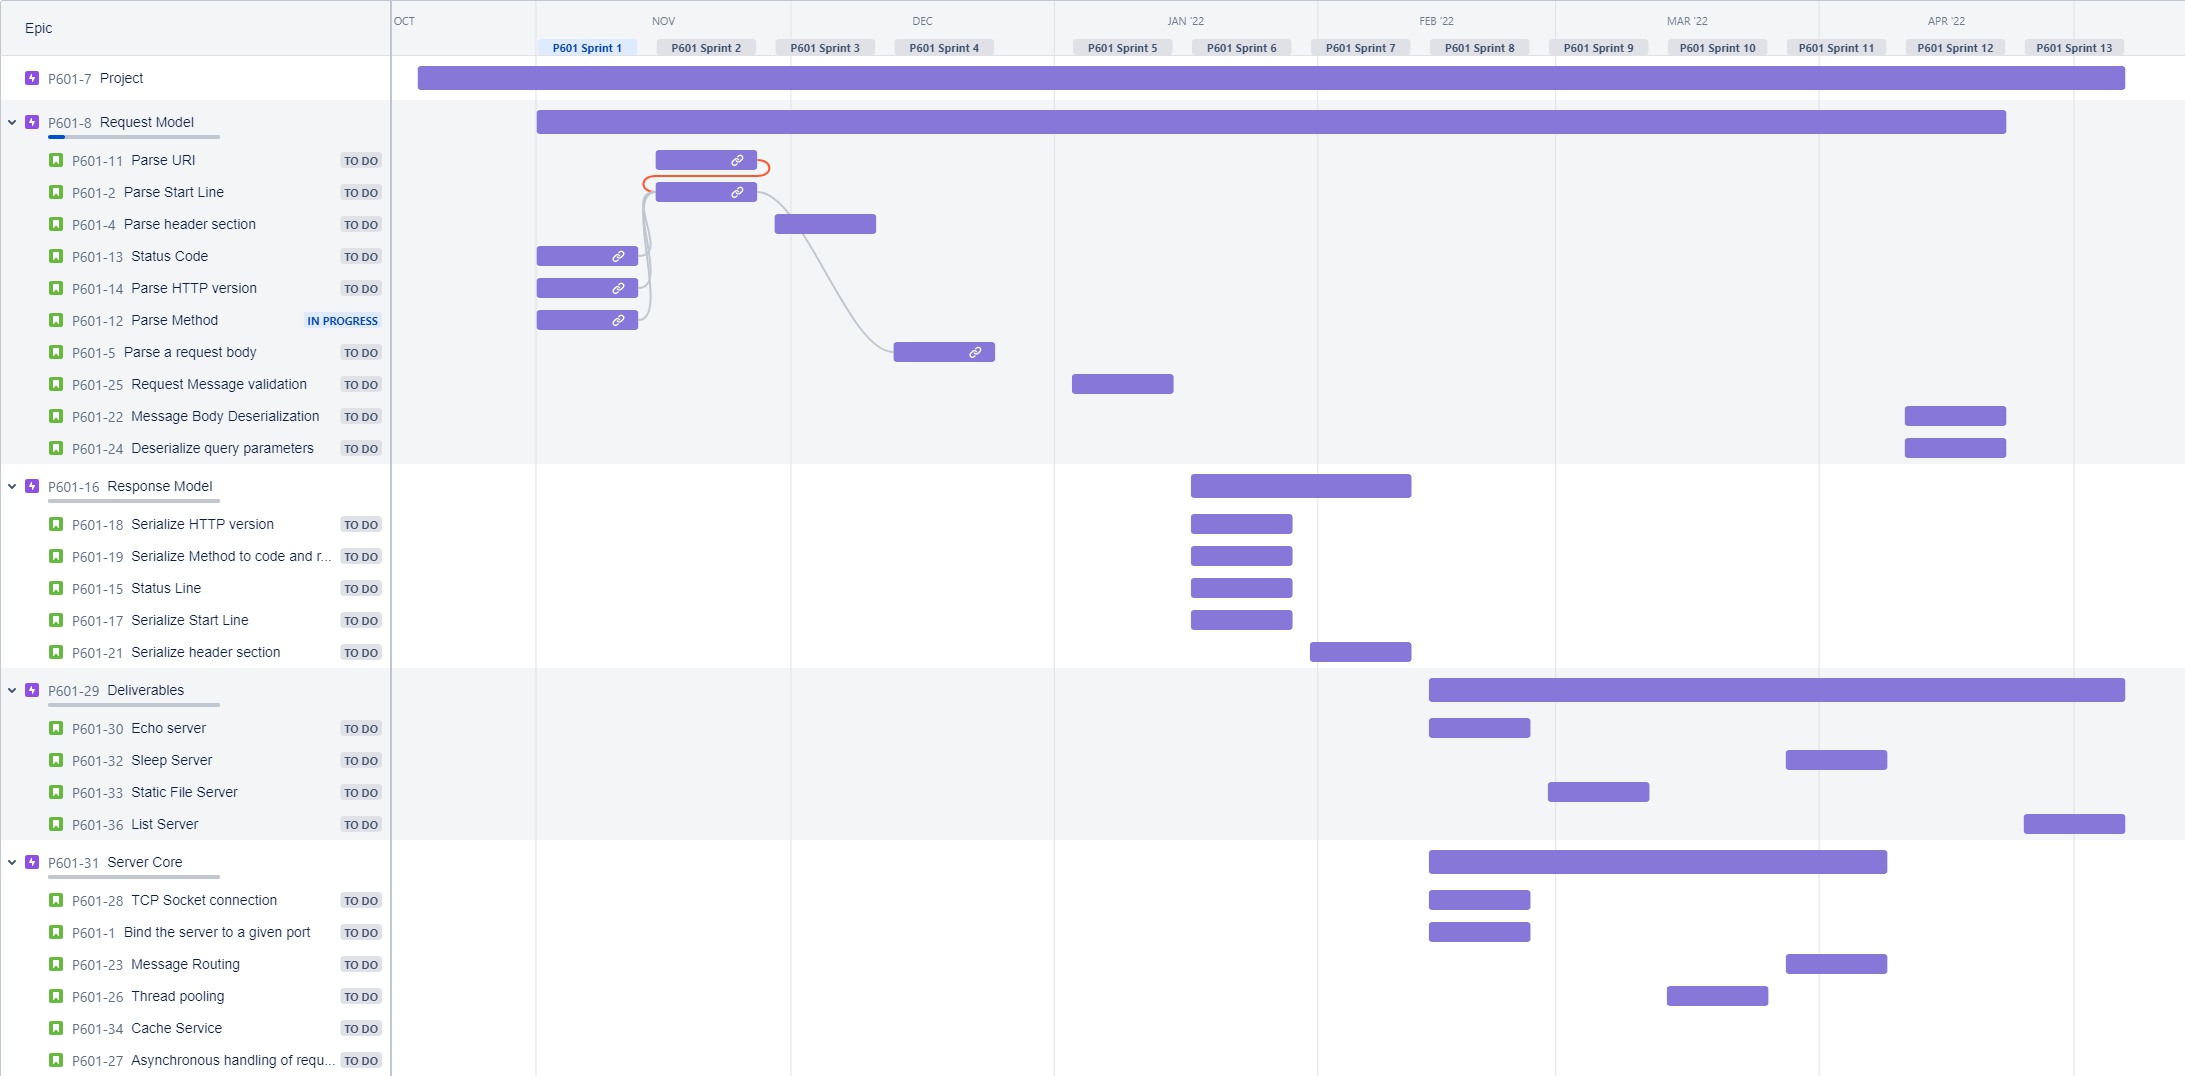 Epic
OCT NOV DEC JAN '22 FEB '22 MAR '22 APR '22
P601 Sprint 1 P601 Sprint 2 P601 Sprint 3 P601 Sprint 4 P601 Sprint 5 P601 Sprint 6 P601 Sprint 7 P601 Sprint 8 P601 Sprint 9 P601 Sprint 10 P601 Sprint 11 P601 Sprint 12 P601 Sprint 13
P601-7 Project
P601-8 Request Model
P601-11 Parse URI TO DO
P601-2 Parse Start Line TO DO
P601-4 Parse header section TO DO
P601-13 Status Code TO DO
P601-14 Parse HTTP version TO DO
P601-12 Parse Method IN PROGRESS
P601-5 Parse a request body TO DO
P601-25 Request Message validation TO DO
P601-22 Message Body Deserialization TO DO
P601-24 Deserialize query parameters TO DO
P601-16 Response Model
P601-18 Serialize HTTP version TO DO
P601-19 Serialize Method to code and r... TO DO
P601-15 Status Line TO DO
P601-17 Serialize Start Line TO DO
P601-21 Serialize header section TO DO
P601-29 Deliverables
P601-30 Echo server TO DO
P601-32 Sleep Server TO DO
P601-33 Static File Server TO DO
P601-36 List Server TO DO
P601-31 Server Core
P601-28 TCP Socket connection TO DO
P601-1 Bind the server to a given port TO DO
P601-23 Message Routing TO DO
P601-26 Thread pooling TO DO
P601-34 Cache Service TO DO
P601-27 Asynchronous handling of requ... TO DO